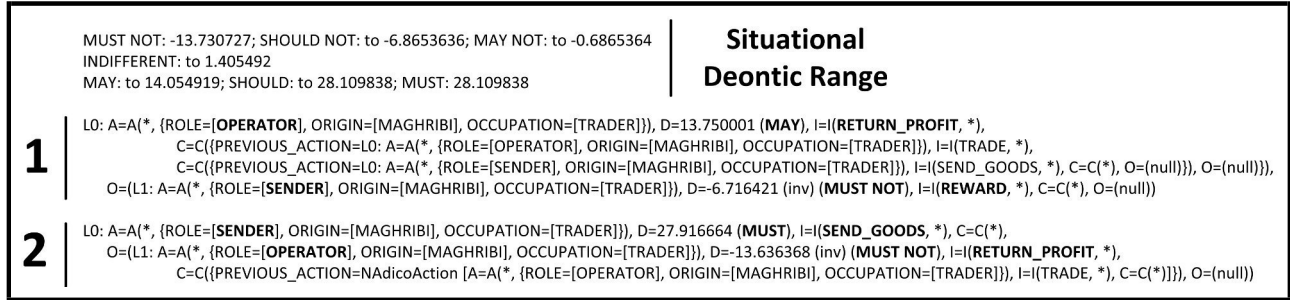 MUST NOT: -13.730727; SHOULD NOT: to -6.8653636; MAY NOT: to -0.6865364
INDIFFERENT: to 1.405492
MAY: to 14.054919; SHOULD: to 28.109838; MUST: 28.109838
Situational
Deontic Range
1
L0: A=A(*, {ROLE=[OPERATOR], ORIGIN=[MAGHRIBI], OCCUPATION=[TRADER]}), D=13.750001 (MAY), I=I(RETURN_PROFIT, *),
C=C({PREVIOUS_ACTION=L0: A=A(*, {ROLE=[OPERATOR], ORIGIN=[MAGHRIBI], OCCUPATION=[TRADER]}), I=I(TRADE, *),
C=C({PREVIOUS_ACTION=L0: A=A(*, {ROLE=[SENDER], ORIGIN=[MAGHRIBI], OCCUPATION=[TRADER]}), I=I(SEND_GOODS, *), C=C(*), O=(null)}), O=(null)}),
O=(L1: A=A(*, {ROLE=[SENDER], ORIGIN=[MAGHRIBI], OCCUPATION=[TRADER]}), D=-6.716421 (inv) (MUST NOT), I=I(REWARD, *), C=C(*), O=(null))
2
L0: A=A(*, {ROLE=[SENDER], ORIGIN=[MAGHRIBI], OCCUPATION=[TRADER]}), D=27.916664 (MUST), I=I(SEND_GOODS, *), C=C(*),
O=(L1: A=A(*, {ROLE=[OPERATOR], ORIGIN=[MAGHRIBI], OCCUPATION=[TRADER]}), D=-13.636368 (inv) (MUST NOT), I=I(RETURN_PROFIT, *),
C=C({PREVIOUS_ACTION=NAdicoAction [A=A(*, {ROLE=[OPERATOR], ORIGIN=[MAGHRIBI], OCCUPATION=[TRADER]}), I=I(TRADE, *), C=C(*)]}), O=(null))